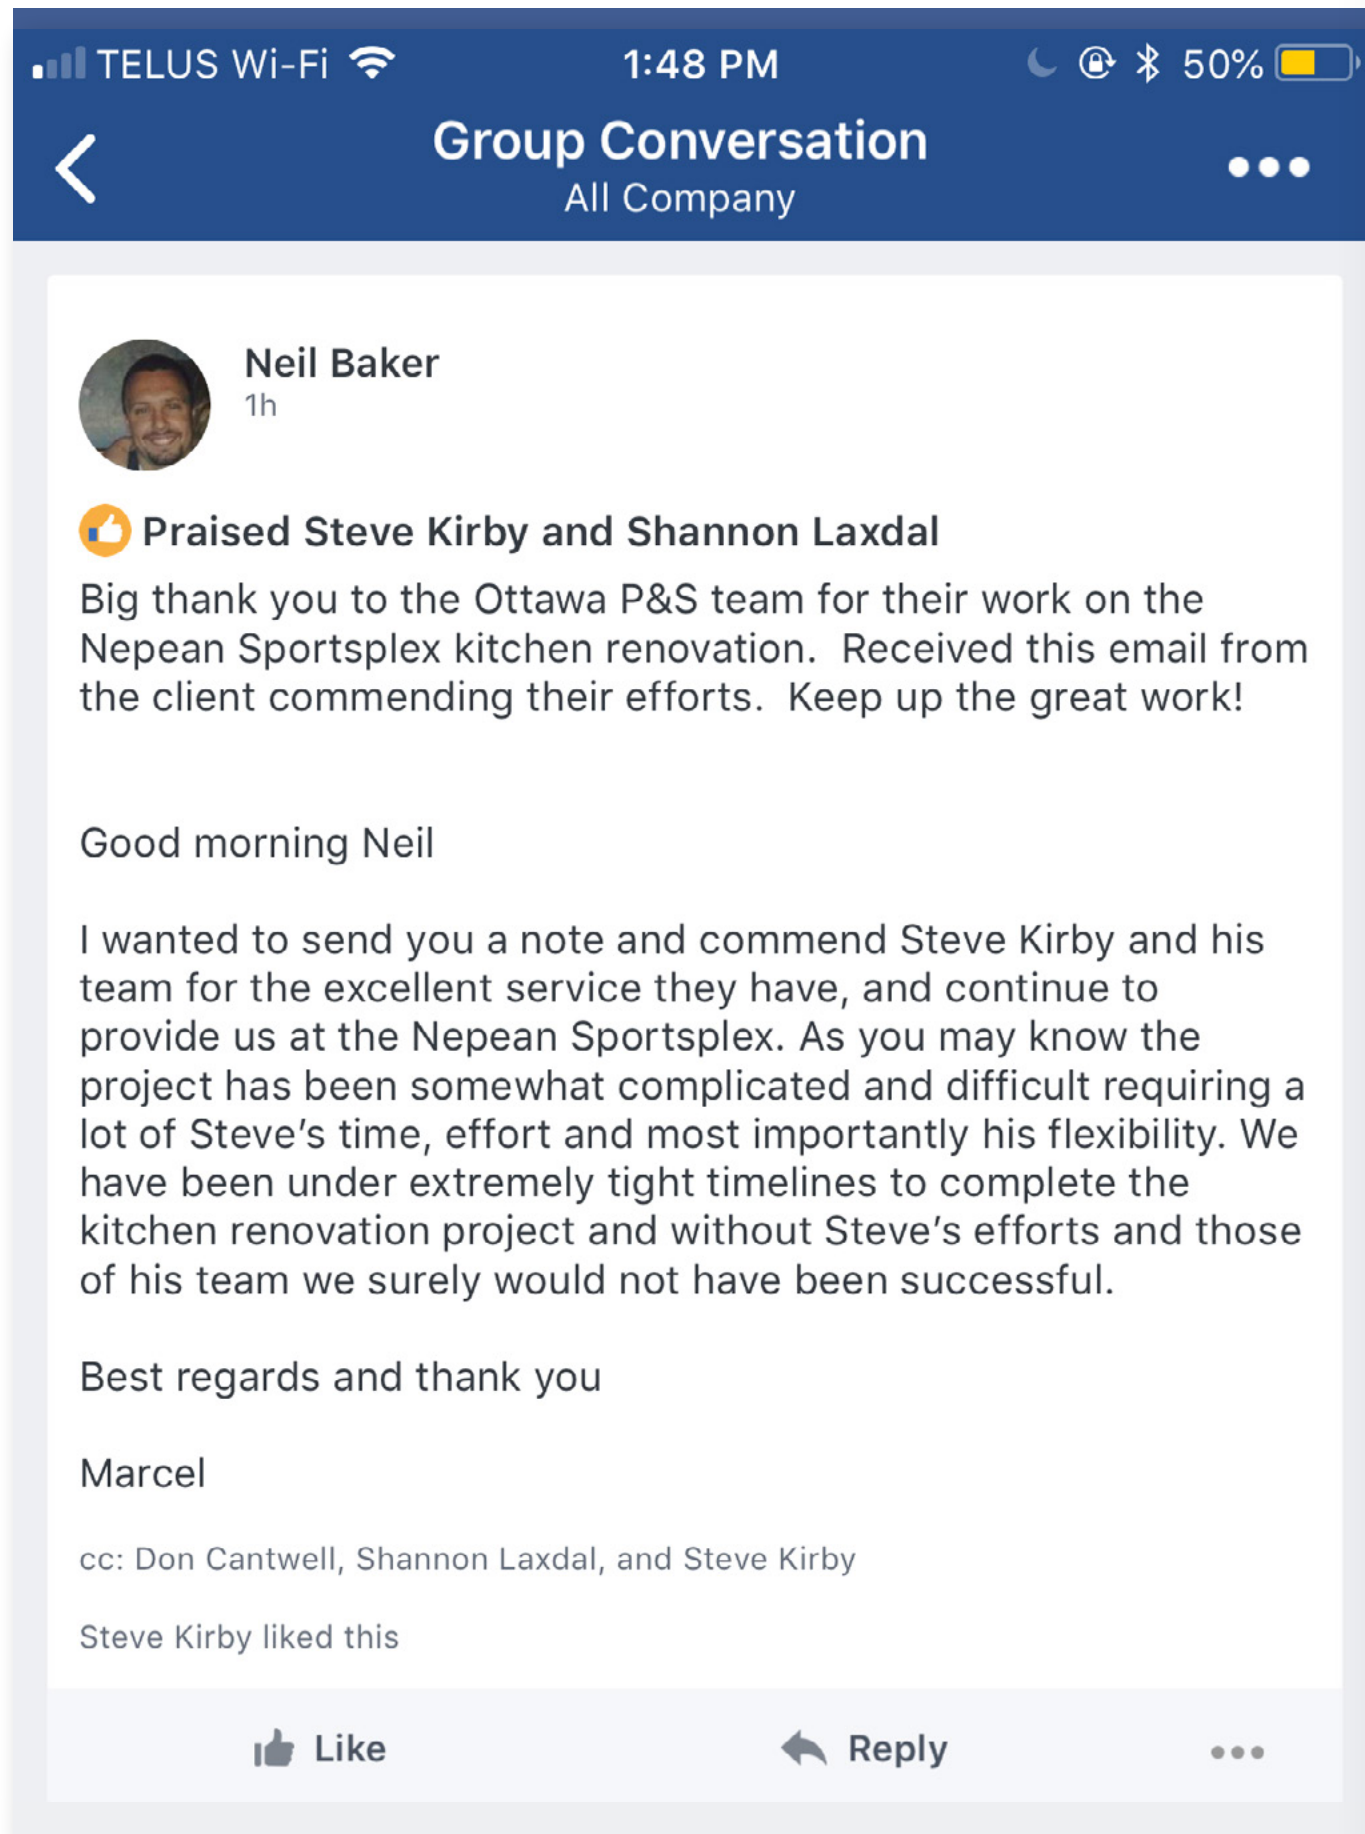 TELUS Wi-Fi 1:48 PM 50%
Group Conversation
All Company
Neil Baker
1h
Praised Steve Kirby and Shannon Laxdal
Big thank you to the Ottawa P&S team for their work on the
Nepean Sportsplex kitchen renovation.  Received this email from
the client commending their efforts.  Keep up the great work!
Good morning Neil
I wanted to send you a note and commend Steve Kirby and his
team for the excellent service they have, and continue to
provide us at the Nepean Sportsplex. As you may know the
project has been somewhat complicated and difficult requiring a
lot of Steve’s time, effort and most importantly his flexibility. We
have been under extremely tight timelines to complete the
kitchen renovation project and without Steve’s efforts and those
of his team we surely would not have been successful.
Best regards and thank you
Marcel
cc: Don Cantwell, Shannon Laxdal, and Steve Kirby
Steve Kirby liked this
Like Reply